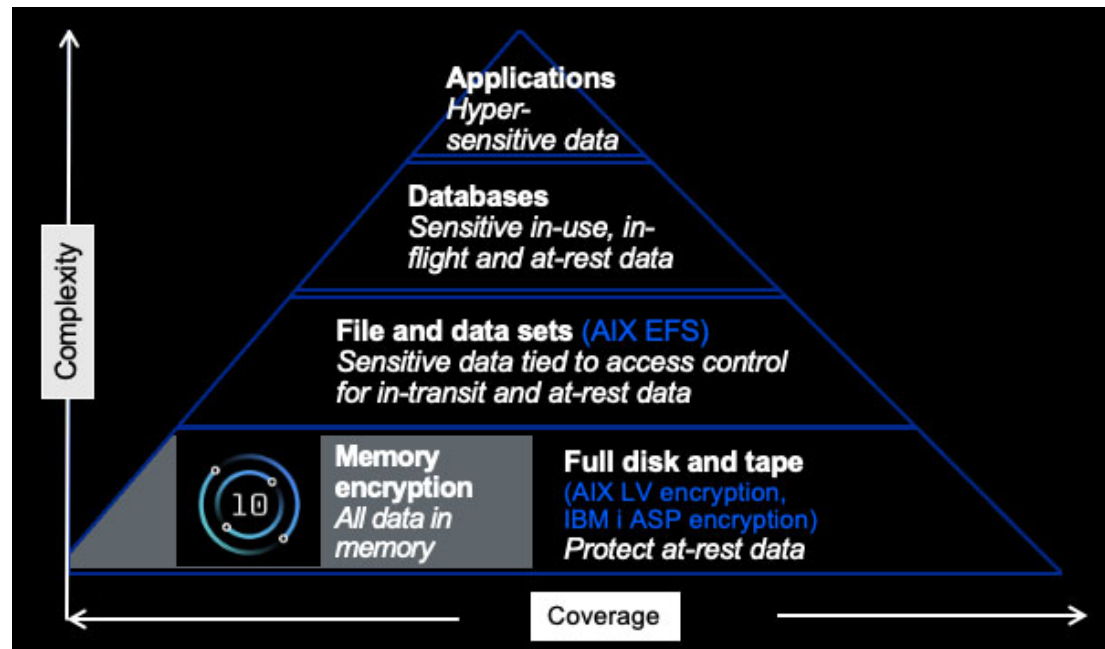 Applications
Hyper-
sensitive data
Databases
Sensitive in-use, in-
flight and at-rest data
File and data sets (AIX EFS)
Sensitive data tied to access control
for in-transit and at-rest data
10
Memory
encryption
All data in
memory
Full disk and tape
(AIX LV encryption,
IBM i ASP encryption)
Protect at-rest data
Complexity
Coverage